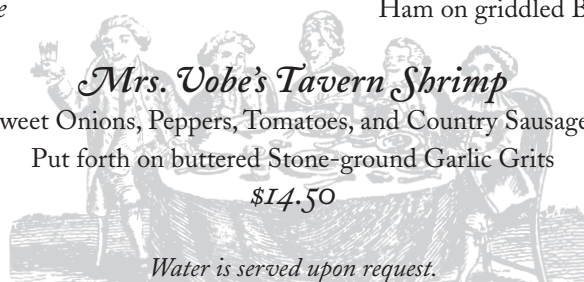 e
Ham on griddled B
Mrs. Vobe's Tavern Shrimp
weet Onions, Peppers, Tomatoes, and Country Sausage
Put forth on buttered Stone-ground Garlic Grits
$14.50
Water is served upon request.